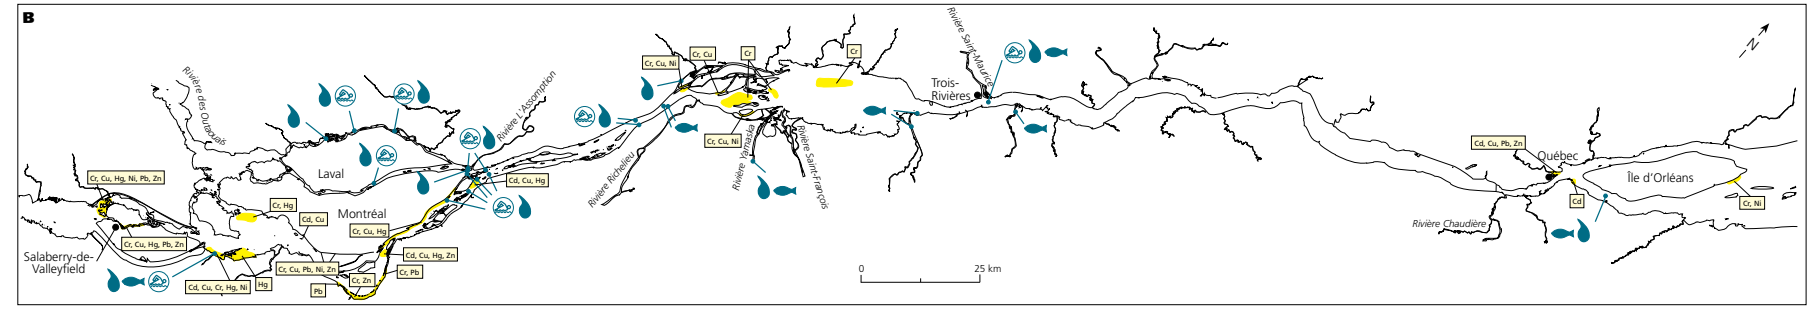 B
Rivière des Outaouais
Laval
Rivière L'Assomption
Cr, Cu, Hg, Ni, Pb, Zn
Cr, Cu, Hg, Pb, Zn
Salaberry-de-
Valleyfield
Cr, Hg
Cd, Cu
Montréal
Cr, Cu, Hg
Cd, Cu, Hg
Cd, Cu, Cr, Hg, Ni
Hg
Cr, Cu, Pb, Ni, Zn
Pb
Cr, Zn
Cd, Cu, Hg, Zn
Cr, Pb
Rivière Richelieu
Cr, Cu, Ni
Cr, Cu
Cr
Cr, Cu, Ni
Rivière Yamaska
Rivière Saint-François
Cr
Rivière Saint-Maurice
Trois-
Rivières
0
25 km
Cd, Cu, Pb, Zn
Québec
Île d'Orléans
Cd
Cr, Ni
Rivière Chaudière
N